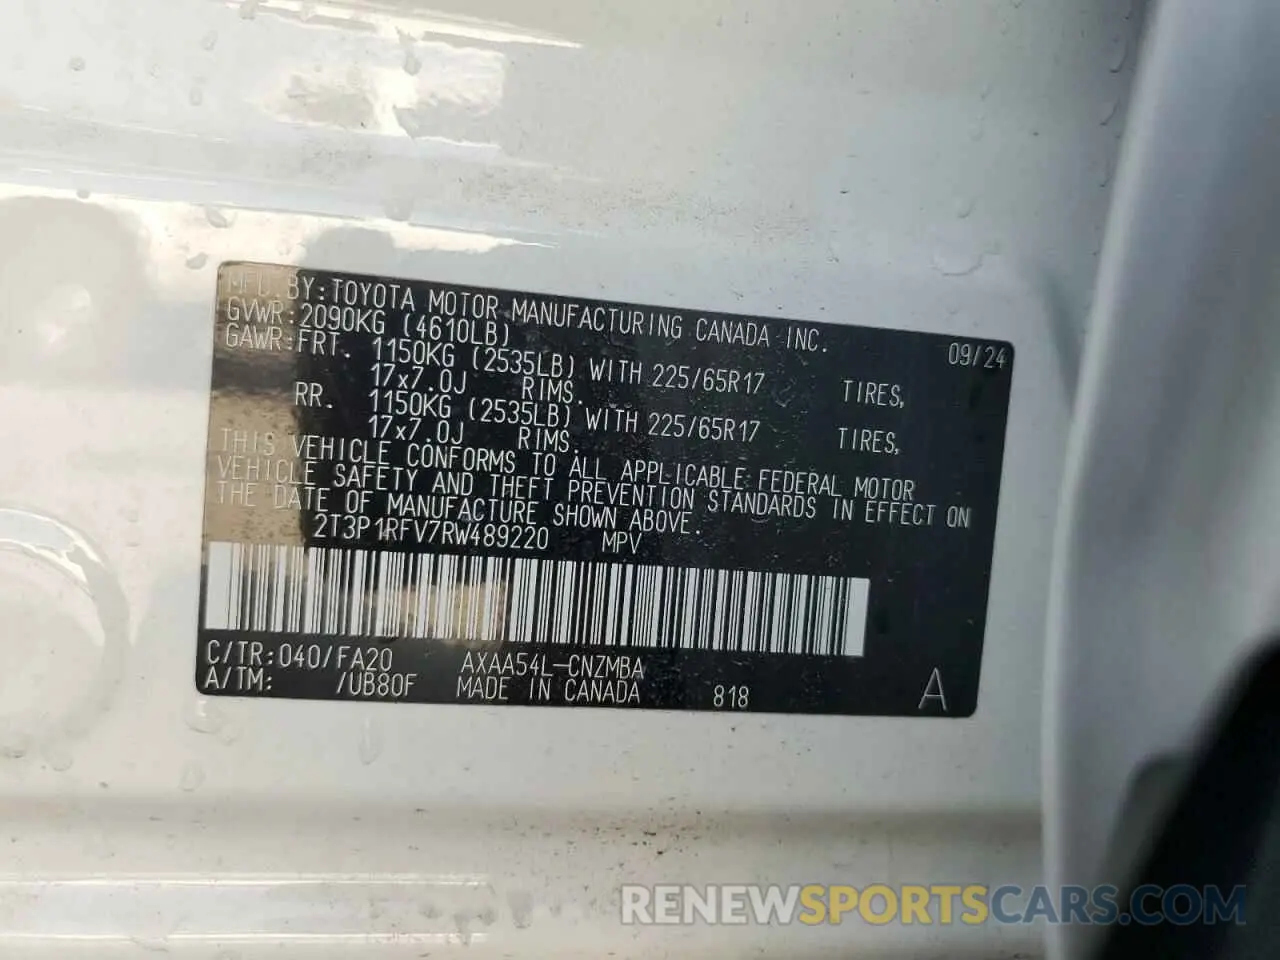 MFD.BY:TOYOTA MOTOR MANUFACTURING CANADA INC. 09/24
GVWR:2090KG (4610LB)
GAWR:FRT. 1150KG (2535LB) WITH 225/65R17 TIRES,
17x7.0J RIMS.
RR. 1150KG (2535LB) WITH 225/65R17 TIRES,
17x7.0J RIMS.
THIS VEHICLE CONFORMS TO ALL APPLICABLE FEDERAL MOTOR
VEHICLE SAFETY AND THEFT PREVENTION STANDARDS IN EFFECT ON
THE DATE OF MANUFACTURE SHOWN ABOVE.
2T3P1RFV7RW489220 MPV
C/TR:040/FA20 AXAA54L-CNZMBA
A/TM: /UB80F MADE IN CANADA 818 A
RENEWSPORTSCARS.COM